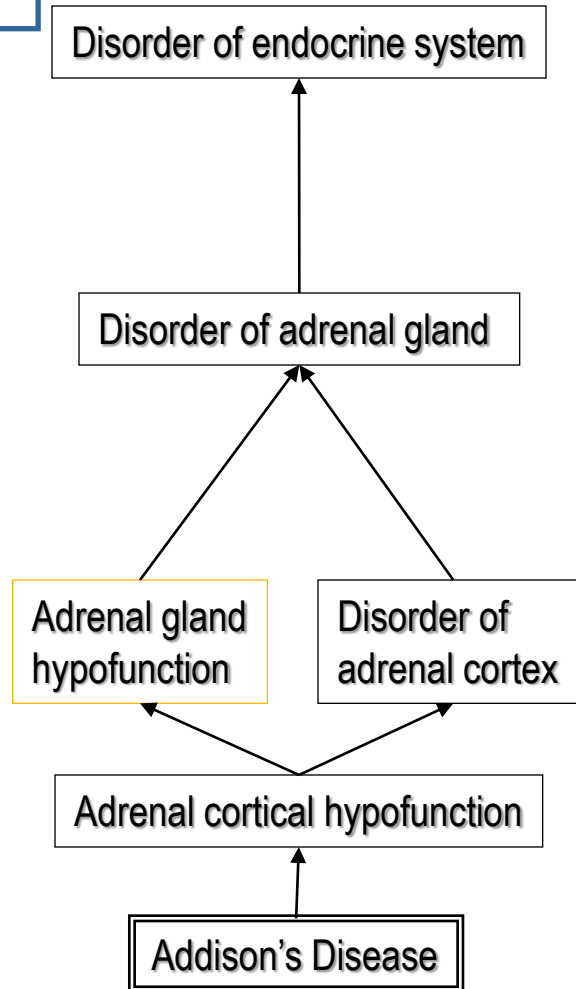 Disorder of endocrine system
Disorder of adrenal gland
Adrenal gland
hypofunction
Disorder of
adrenal cortex
Adrenal cortical hypofunction
Addison’s Disease